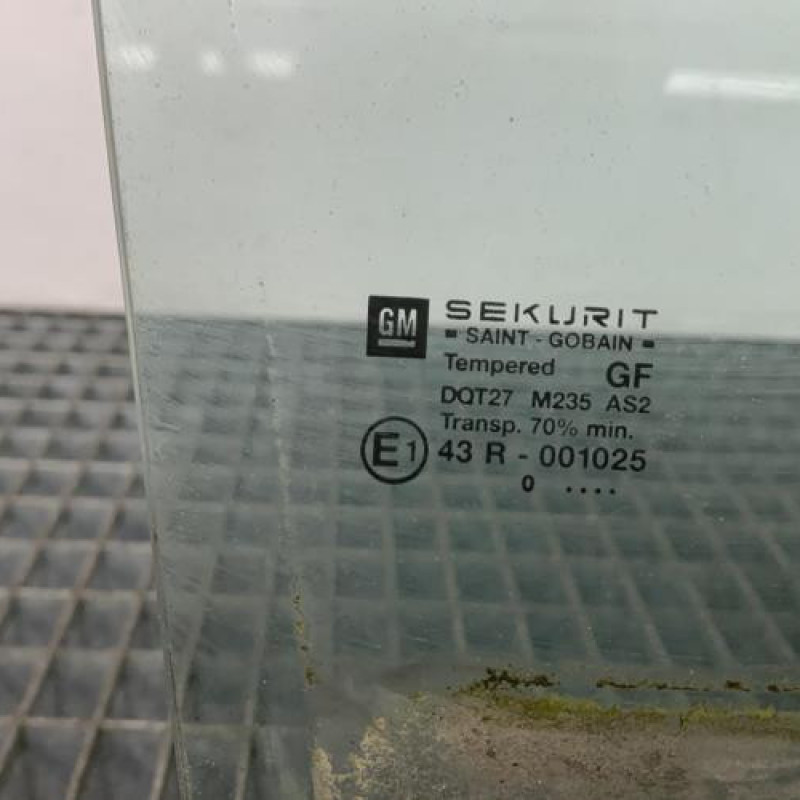 GM SEKURIT
SAINT - GOBAIN
Tempered GF
DQT27 M235 AS2
Transp. 70% min.
E1 43 R - 001025
0 ....